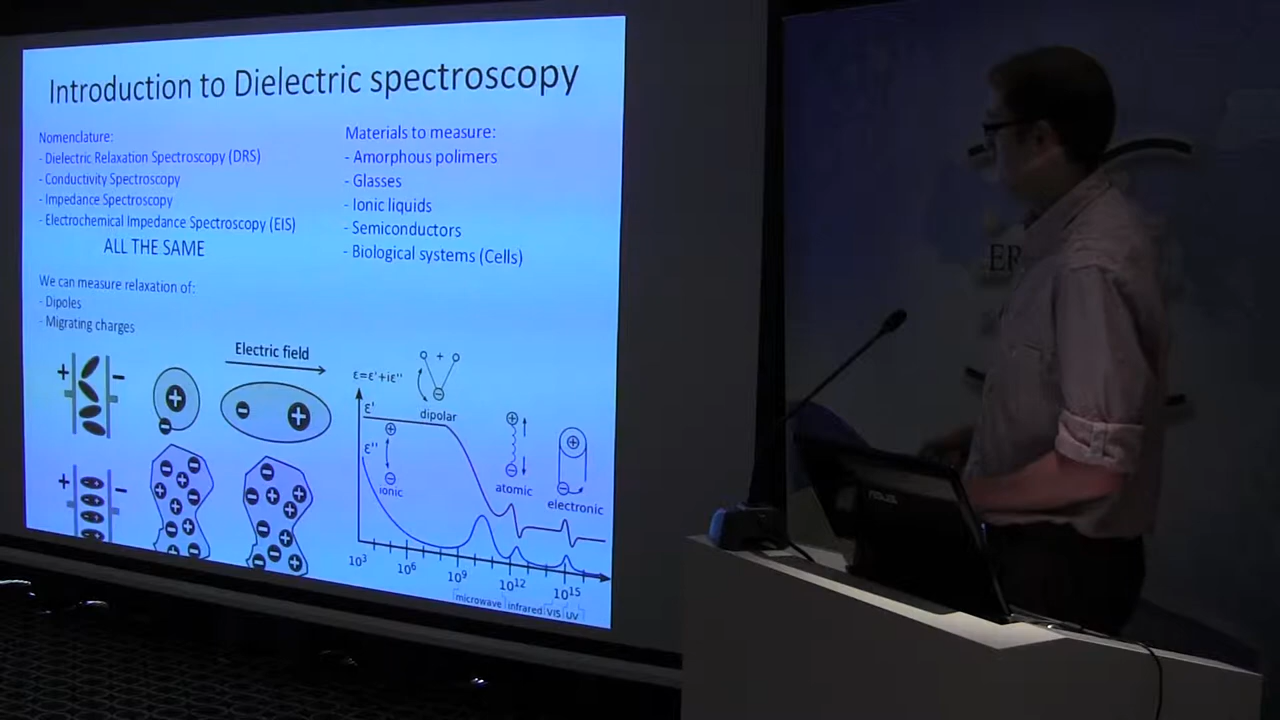 Introduction to Dielectric spectroscopy
Nomenclature:
- Dielectric Relaxation Spectroscopy (DRS)
- Conductivity Spectroscopy
- Impedance Spectroscopy
- Electrochemical Impedance Spectroscopy (EIS)
ALL THE SAME
Materials to measure:
- Amorphous polimers
- Glasses
- Ionic liquids
- Semiconductors
- Biological systems (Cells)
We can measure relaxation of:
- Dipoles
- Migrating charges
Electric field
ε=ε'+iε"
ε'
ε"
dipolar
ionic
atomic
electronic
10³ 10⁶ 10⁹ 10¹² 10¹⁵
microwave infrared VIS UV
ASUS
ER